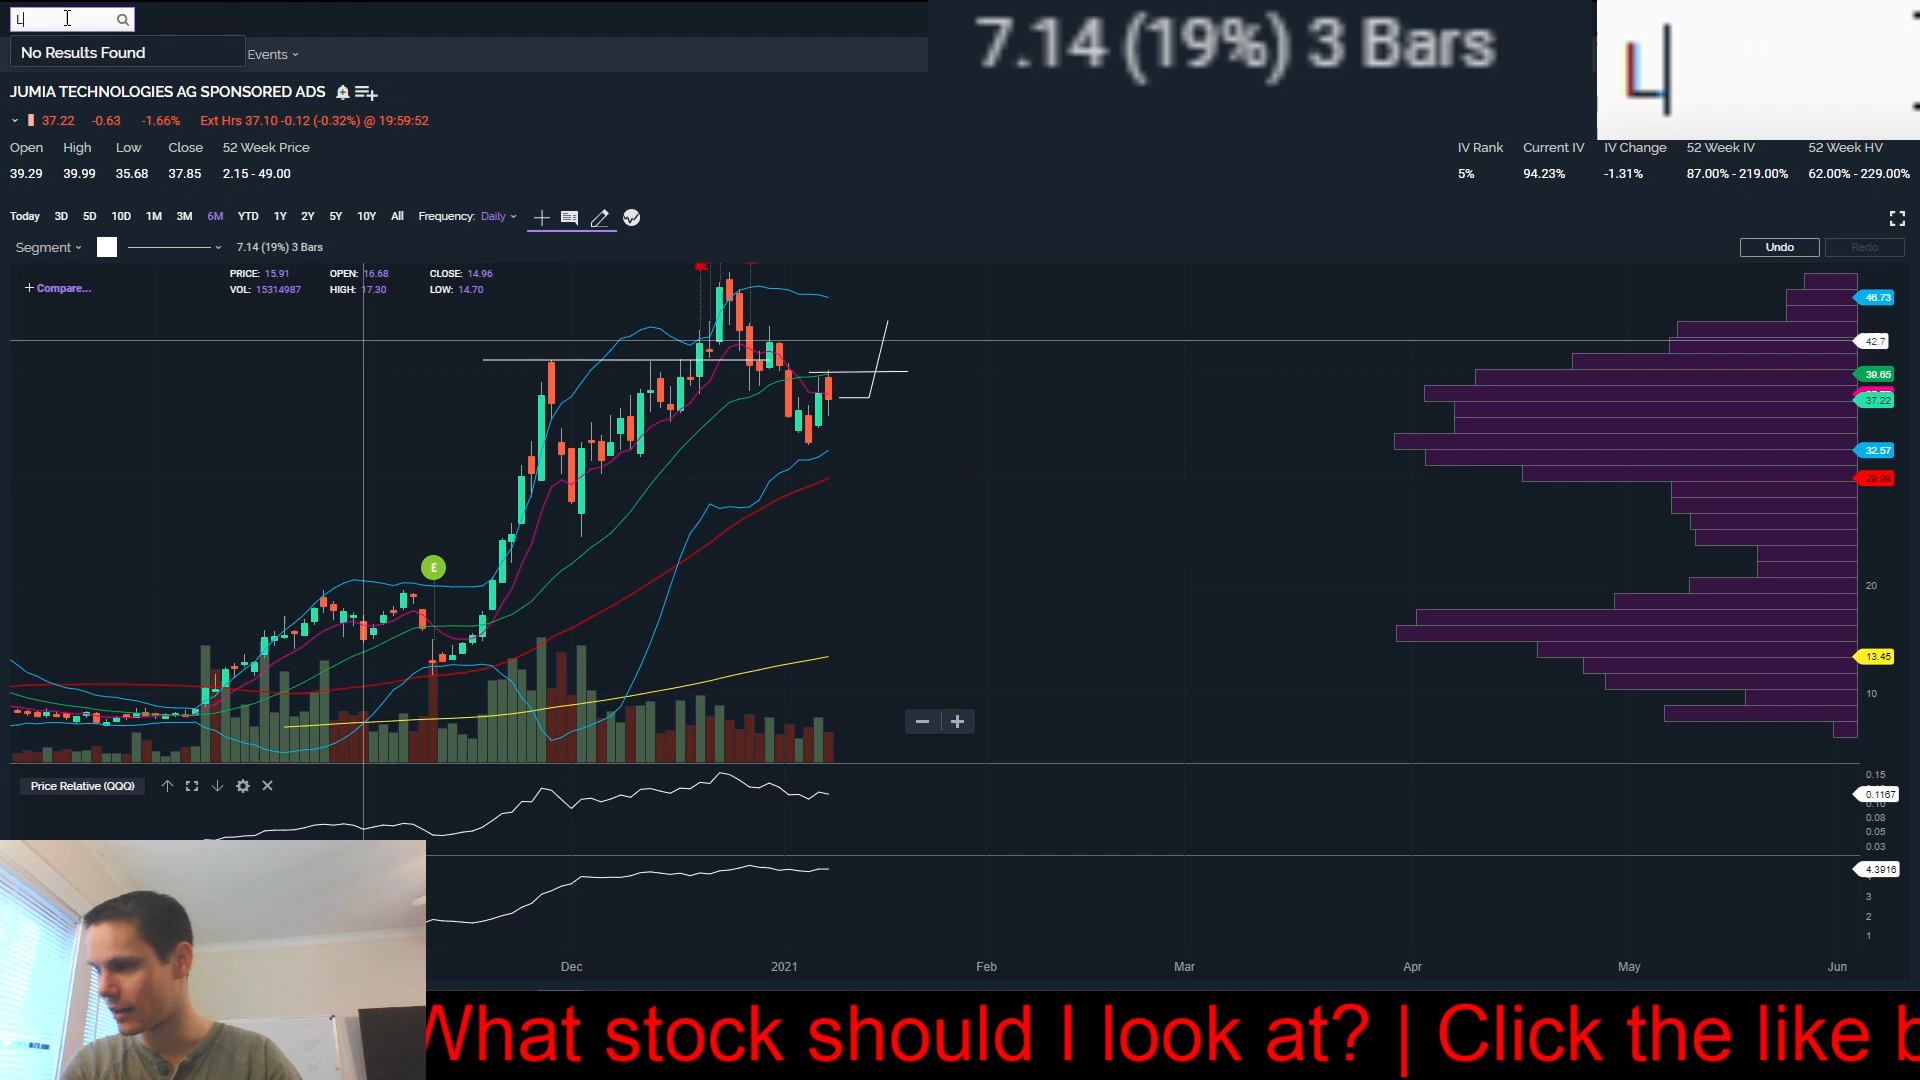 L
7.14 (19%) 3 Bars
L
No Results Found
Events
JUMIA TECHNOLOGIES AG SPONSORED ADS
37.22 -0.63 -1.66% Ext Hrs 37.10 -0.12 (-0.32%) @ 19:59:52
Open High Low Close 52 Week Price
IV Rank Current IV IV Change 52 Week IV 52 Week HV
39.29 39.99 35.68 37.85 2.15 - 49.00
5% 94.23% -1.31% 87.00% - 219.00% 62.00% - 229.00%
Today 3D 5D 10D 1M 3M 6M YTD 1Y 2Y 5Y 10Y All Frequency: Daily
Segment 7.14 (19%) 3 Bars
Undo Redo
+ Compare...
PRICE: 15.91 OPEN: 16.68 CLOSE: 14.96
VOL: 15314987 HIGH: 17.30 LOW: 14.70
46.73
42.7
39.65
37.22
32.57
29.98
E
20
13.45
10
Price Relative (QQQ)
0.15
0.1167
0.10
0.08
0.05
0.03
4.3916
3
2
1
Dec 2021 Feb Mar Apr May Jun
What stock should I look at? | Click the like b